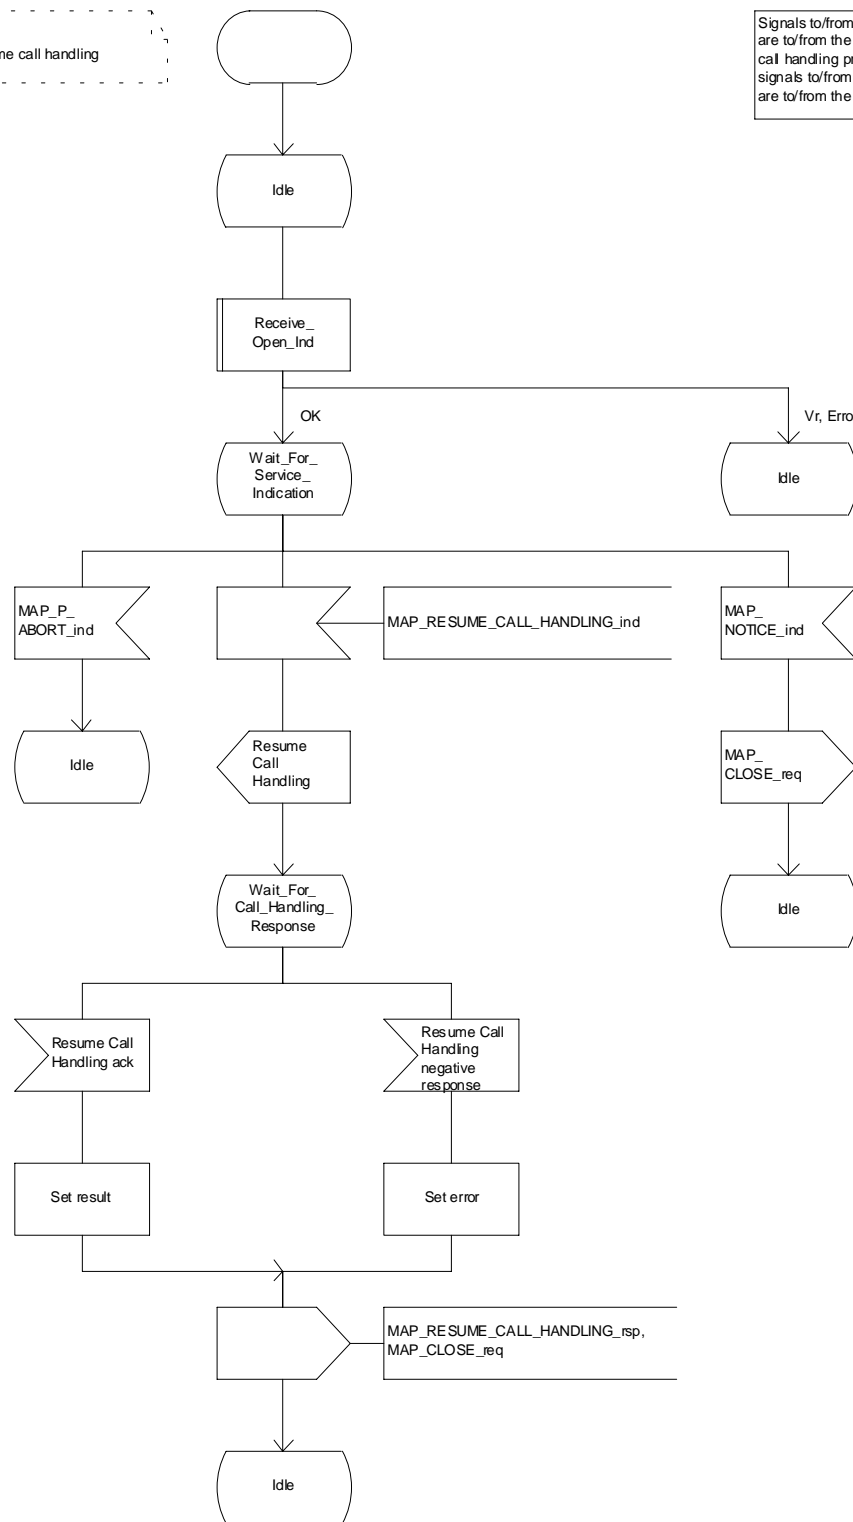 call handling
Signals to/from
are to/from the
call handling
signals to/from
are to/from the
Idle
Receive_
Open_Ind
OK
Vr,
Wait_For_
Service_
Indication
Idle
MAP_P_
ABORT_ind
MAP_RESUME_CALL_HANDLING_ind
MAP_
NOTICE_ind
Idle
Resume
Call
Handling
MAP_
CLOSE_req
Wait_For_
Call_Handling_
Response
Idle
Resume Call
Handling ack
Resume Call
Handling
negative
response
Set result
Set error
MAP_RESUME_CALL_HANDLING_rsp,
MAP_CLOSE_req
Idle